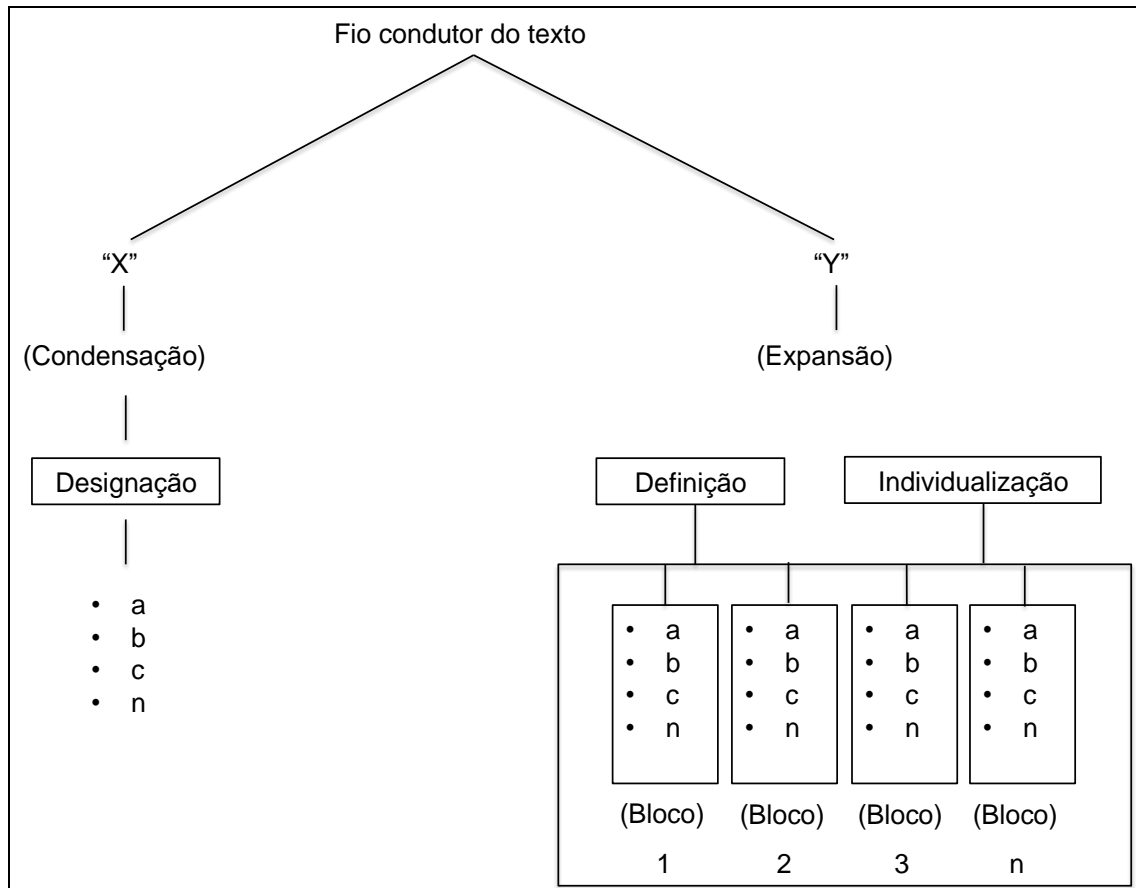 Fio condutor do texto
“X” “Y”
(Condensação) (Expansão)
Designação Definição Individualização
• a
• b
• c
• n
• a • a • a • a
• b • b • b • b
• c • c • c • c
• n • n • n • n
(Bloco) (Bloco) (Bloco) (Bloco)
1 2 3 n